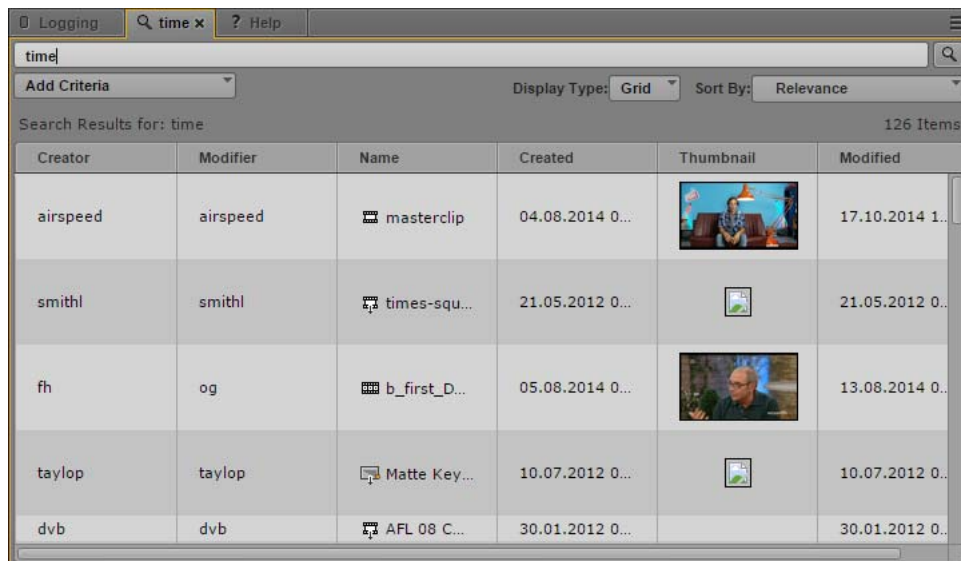 Logging time x ? Help
time
Add Criteria Display Type: Grid Sort By: Relevance
Search Results for: time 126 Items
Creator Modifier Name Created Thumbnail Modified
airspeed airspeed masterclip 04.08.2014 0... 17.10.2014 1..
smithl smithl times-squ... 21.05.2012 0... 21.05.2012 0..
fh og b_first_D... 05.08.2014 0... 13.08.2014 0..
taylop taylop Matte Key... 10.07.2012 0... 10.07.2012 0..
dvb dvb AFL 08 C... 30.01.2012 0... 30.01.2012 0..